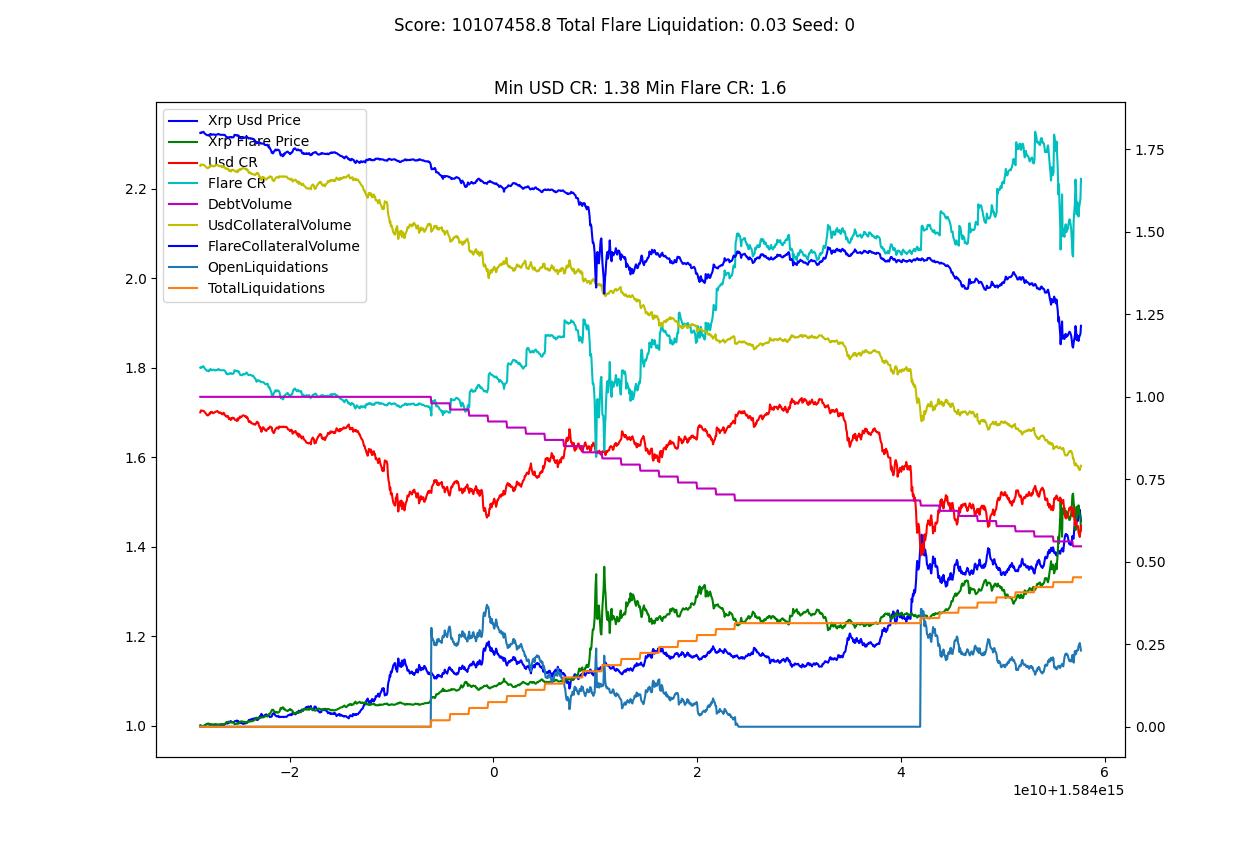 Score: 10107458.8 Total Flare Liquidation: 0.03 Seed: 0
Min USD CR: 1.38 Min Flare CR: 1.6
Xrp Usd Price
Xrp Flare Price
Usd CR
Flare CR
DebtVolume
UsdCollateralVolume
FlareCollateralVolume
OpenLiquidations
TotalLiquidations
2.2
2.0
1.8
1.6
1.4
1.2
1.0
1.75
1.50
1.25
1.00
0.75
0.50
0.25
0.00
−2 0 2 4 6
1e10+1.584e15